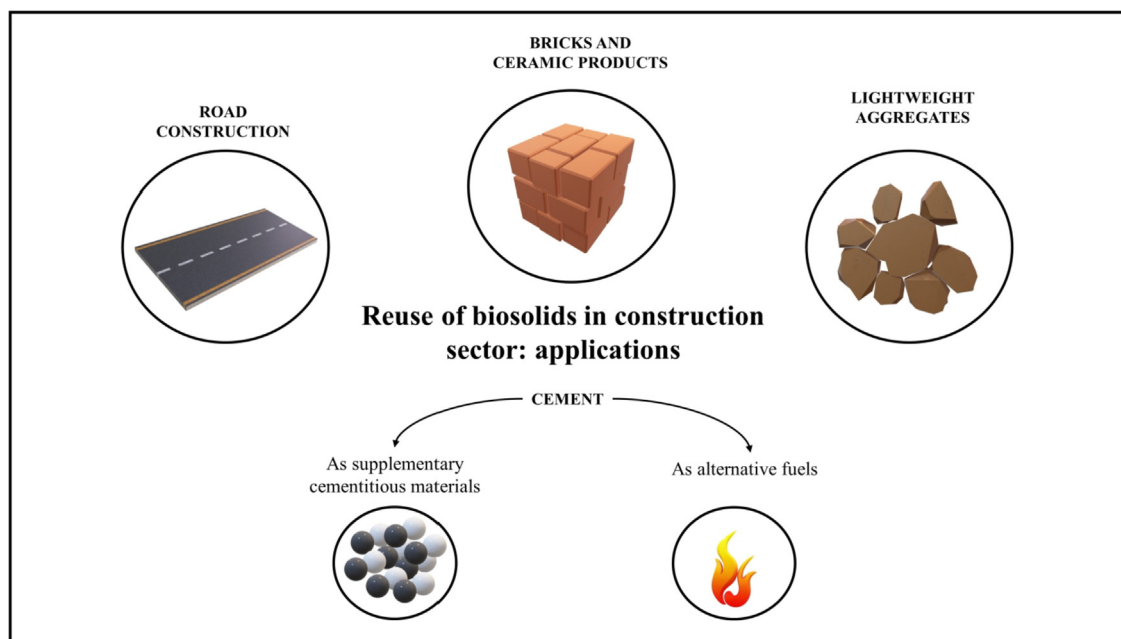 BRICKS AND
CERAMIC PRODUCTS
ROAD
CONSTRUCTION
LIGHTWEIGHT
AGGREGATES
Reuse of biosolids in construction
sector: applications
CEMENT
As supplementary
cementitious materials
As alternative fuels